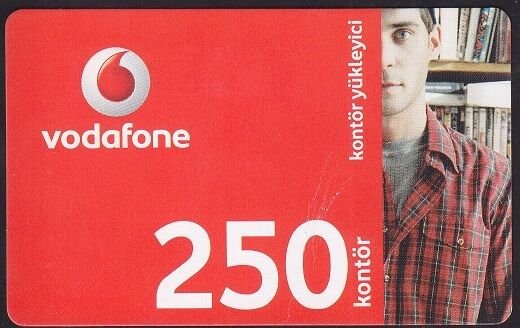 vodafone
kontör yükleyici
250
kontör